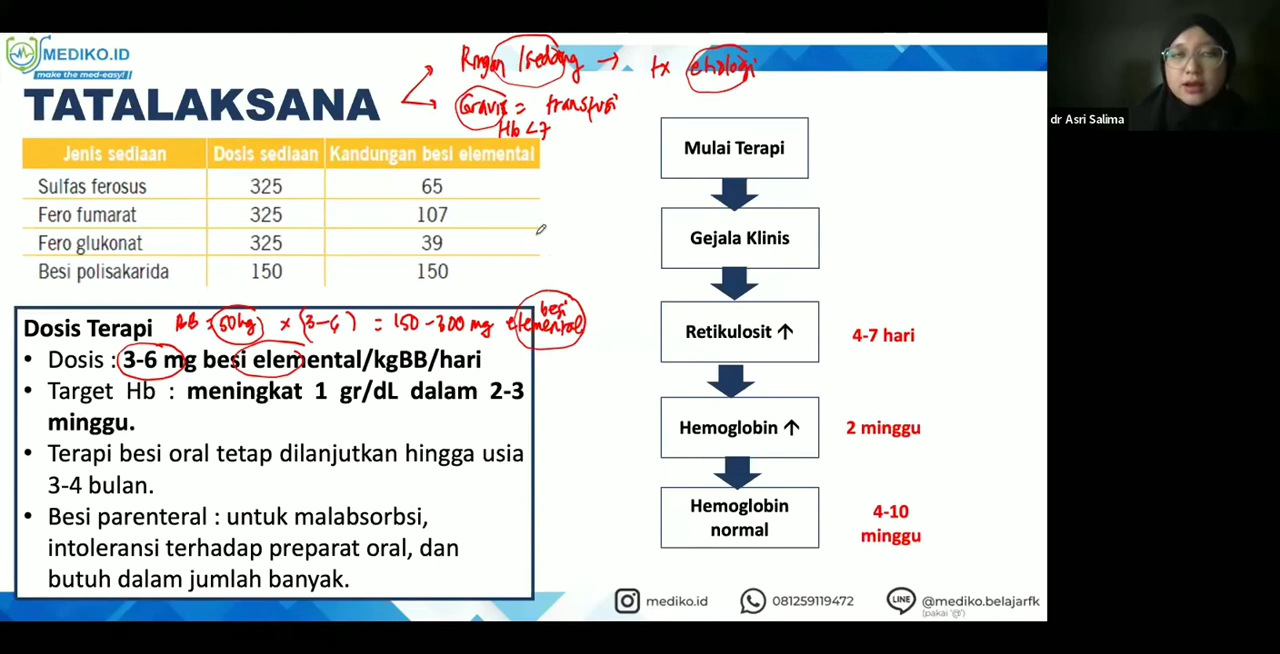 MEDIKO.ID
make the med-easy!
TATALAKSANA
Ringan / sedang → tx etiologi
Gravis = transfusi
Hb < 7
Jenis sediaan Dosis sediaan Kandungan besi elemental
Sulfas ferosus 325 65
Fero fumarat 325 107
Fero glukonat 325 39
Besi polisakarida 150 150
Dosis Terapi
BB = 50 kg × (3-6) = 150-300 mg besi elemental
• Dosis : 3-6 mg besi elemental/kgBB/hari
• Target Hb : meningkat 1 gr/dL dalam 2-3
minggu.
• Terapi besi oral tetap dilanjutkan hingga usia
3-4 bulan.
• Besi parenteral : untuk malabsorbsi,
intoleransi terhadap preparat oral, dan
butuh dalam jumlah banyak.
Mulai Terapi
Gejala Klinis
Retikulosit ↑ 4-7 hari
Hemoglobin ↑ 2 minggu
Hemoglobin
normal
4-10
minggu
mediko.id
081259119472
LINE
@mediko.belajarfk
(pakai '@')
dr Asri Salima